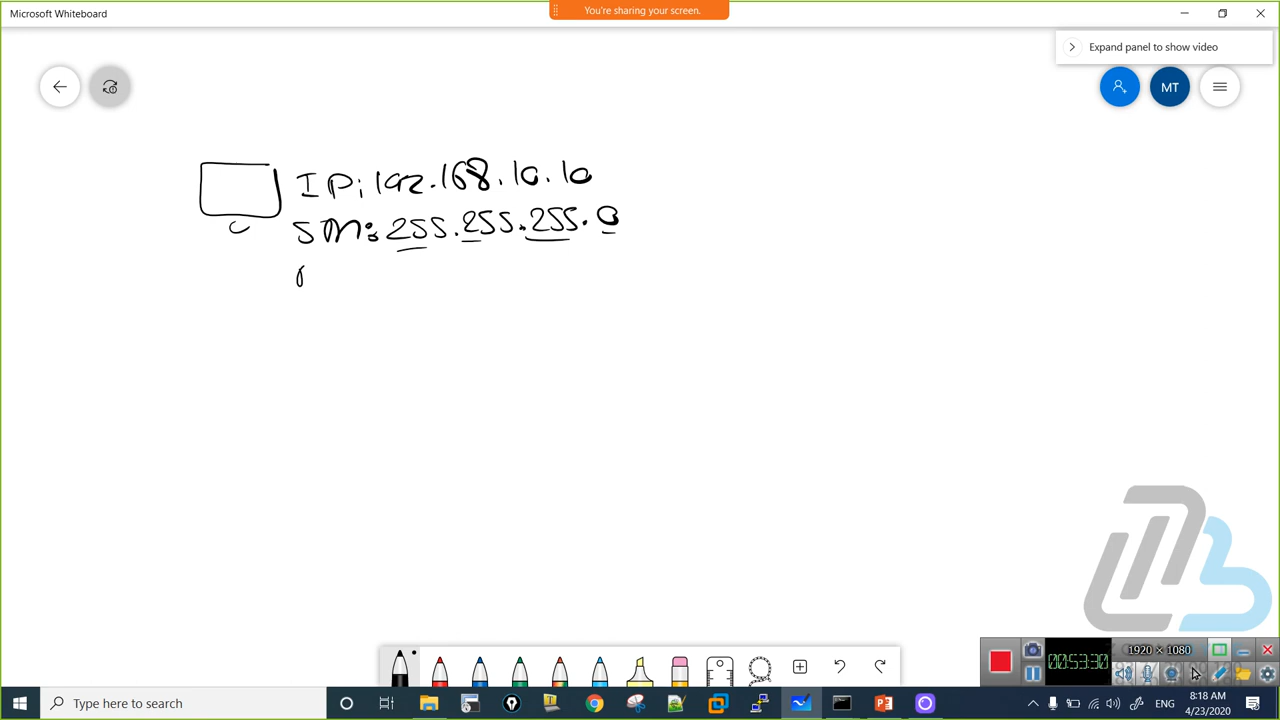 Microsoft Whiteboard
You're sharing your screen.
Expand panel to show video
MT
IP: 192.168.10.10
SM: 255.255.255.0
1920 × 1080
00:53:30
Type here to search
ENG
8:18 AM
4/23/2020